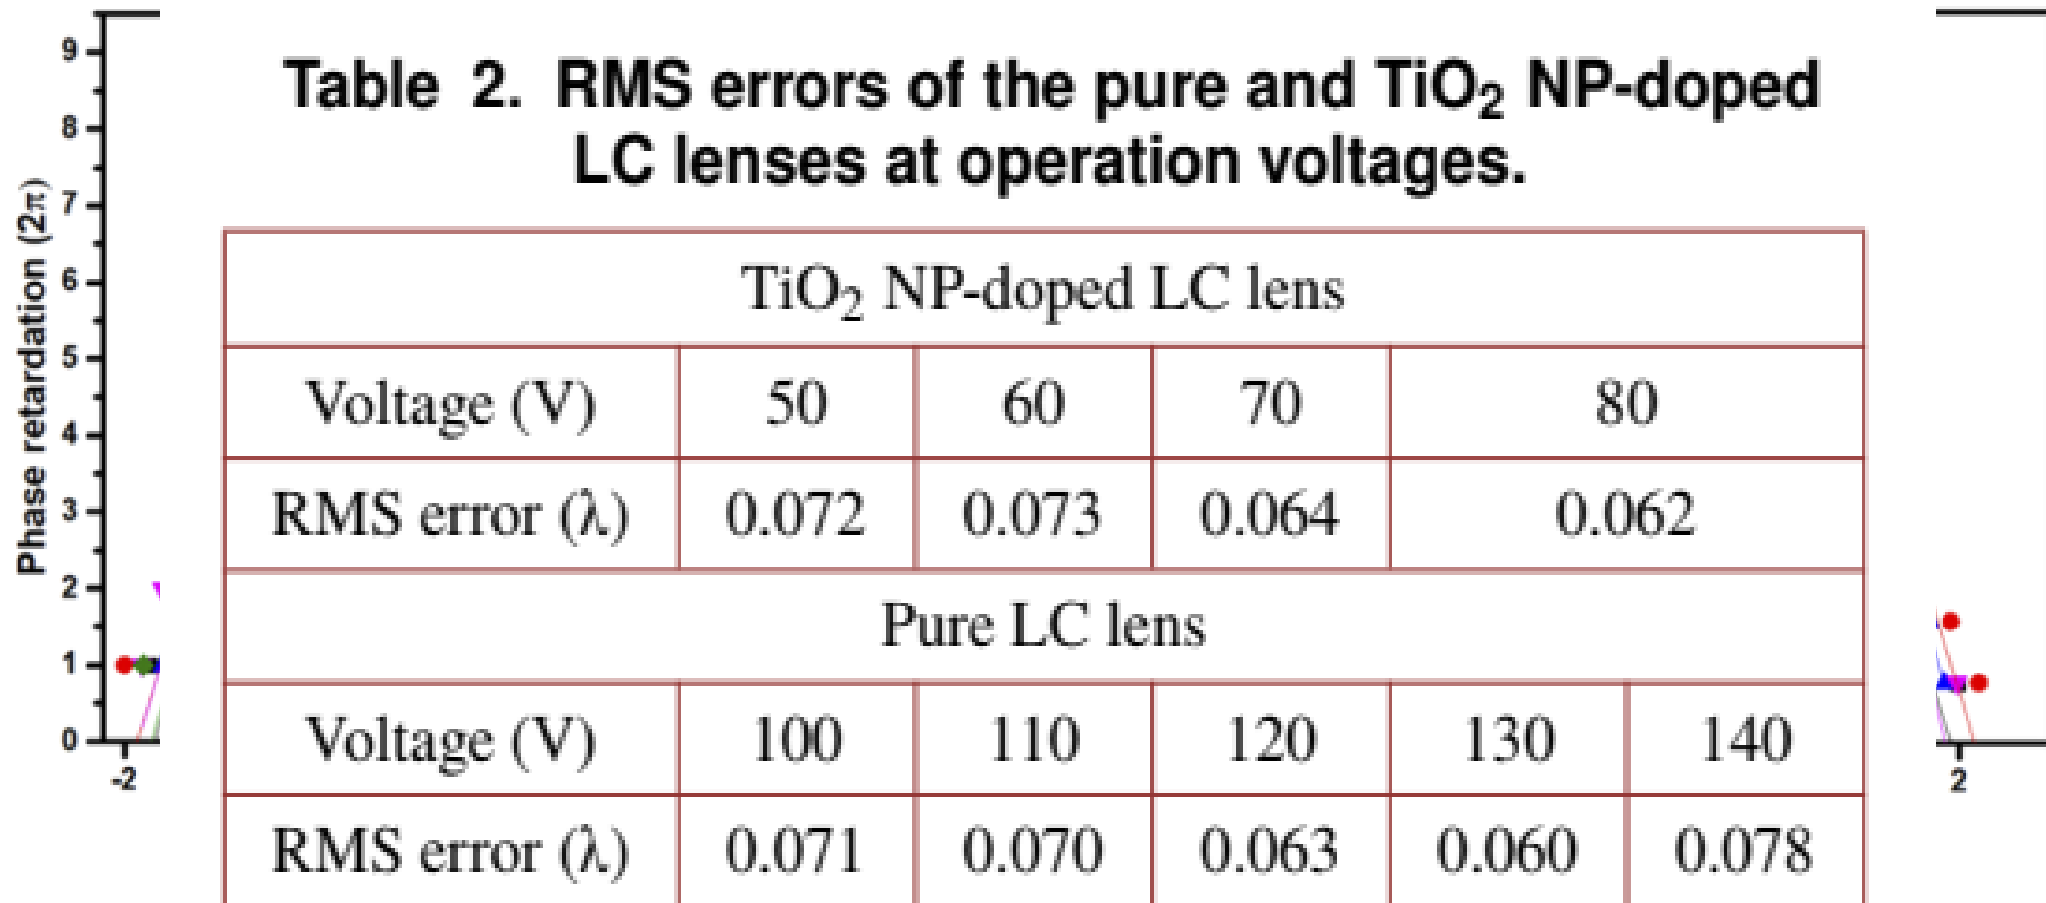 Table 2. RMS errors of the pure and TiO₂ NP-doped
LC lenses at operation voltages.
TiO₂ NP-doped LC lens
Voltage (V) 50 60 70 80
RMS error (λ) 0.072 0.073 0.064 0.062
Pure LC lens
Voltage (V) 100 110 120 130 140
RMS error (λ) 0.071 0.070 0.063 0.060 0.078
Phase retardation (2π)
9
8
7
6
5
4
3
2
1
0
-2 2